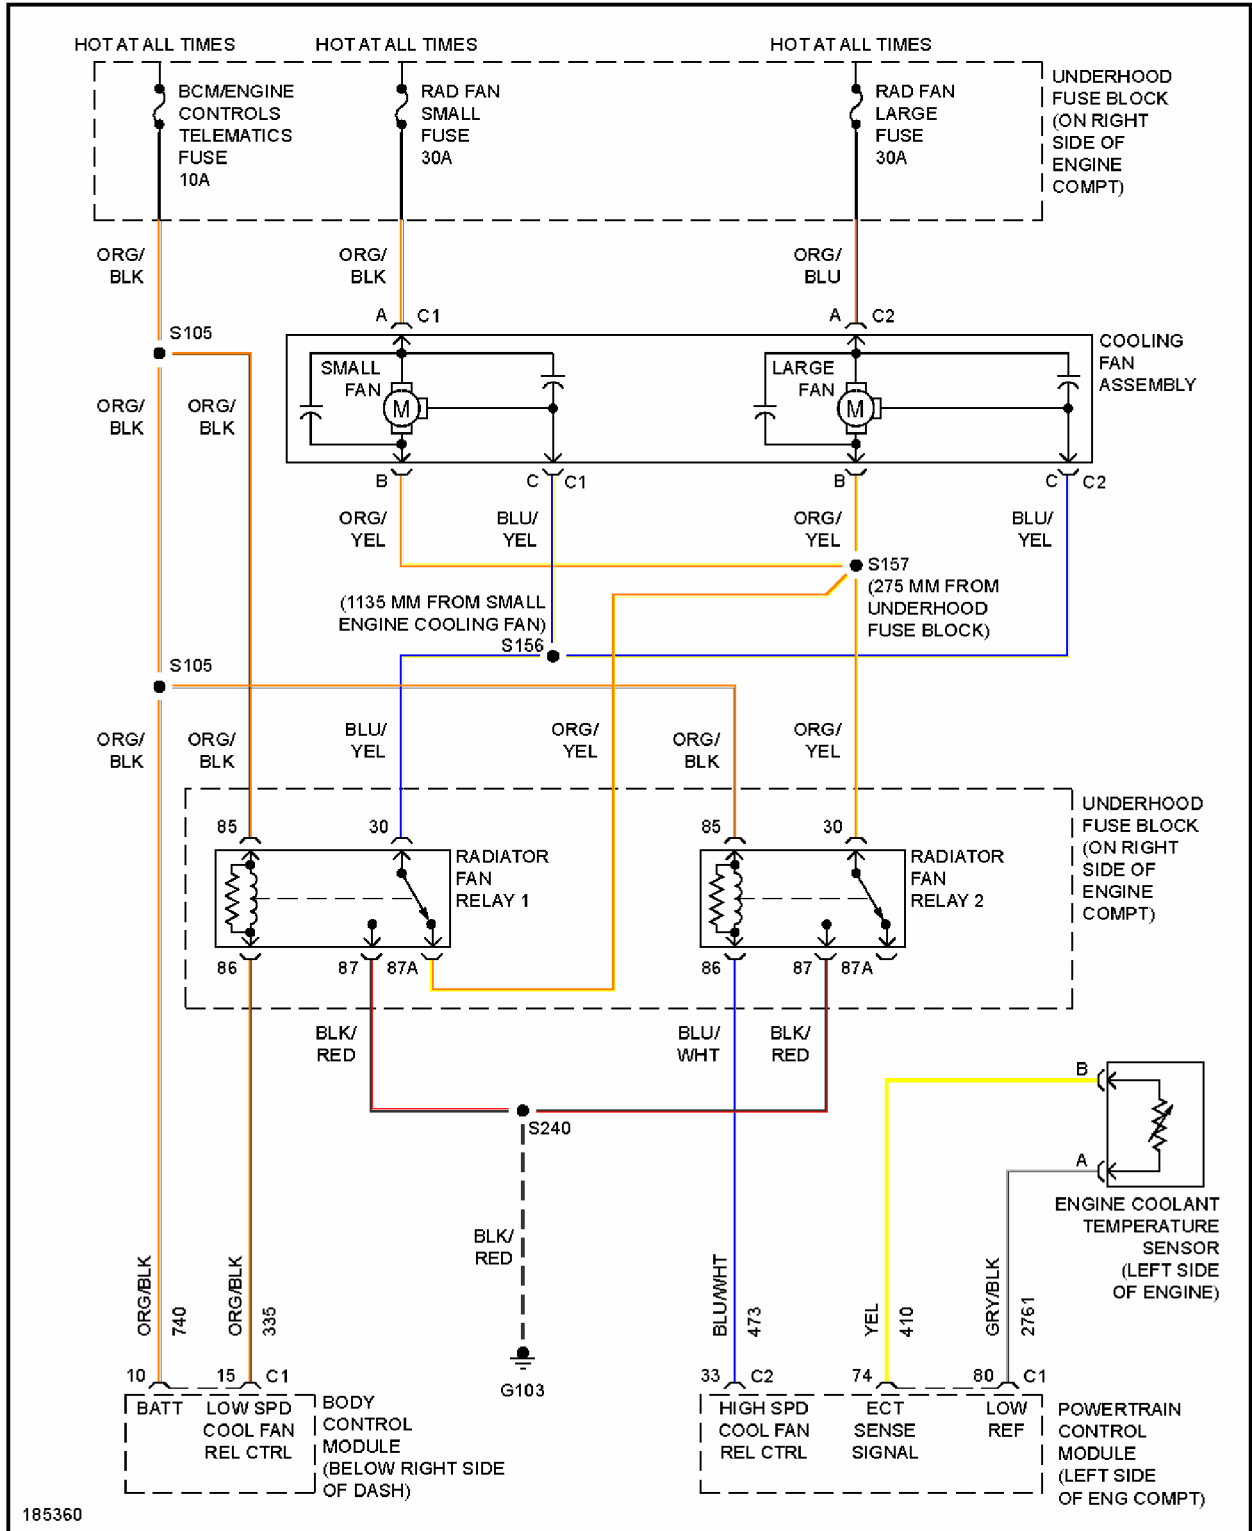 HOT AT ALL TIMES
HOT AT ALL TIMES
HOT AT ALL TIMES
BCM/ENGINE
CONTROLS
TELEMATICS
FUSE
10A
RAD FAN
SMALL
FUSE
30A
RAD FAN
LARGE
FUSE
30A
UNDERHOOD
FUSE BLOCK
(ON RIGHT
SIDE OF
ENGINE
COMPT)
ORG/
BLK
ORG/
BLK
ORG/
BLU
A C1
A C2
S105
SMALL
FAN
M
LARGE
FAN
M
COOLING
FAN
ASSEMBLY
ORG/
BLK
ORG/
BLK
B
C C1
B
C C2
ORG/
YEL
BLU/
YEL
ORG/
YEL
BLU/
YEL
S157
(275 MM FROM
UNDERHOOD
FUSE BLOCK)
(1135 MM FROM SMALL
ENGINE COOLING FAN)
S156
S105
ORG/
BLK
ORG/
BLK
BLU/
YEL
ORG/
YEL
ORG/
BLK
ORG/
YEL
85
30
85
30
UNDERHOOD
FUSE BLOCK
(ON RIGHT
SIDE OF
ENGINE
COMPT)
RADIATOR
FAN
RELAY 1
RADIATOR
FAN
RELAY 2
86
87
87A
86
87
87A
BLK/
RED
BLU/
WHT
BLK/
RED
B
A
S240
ENGINE COOLANT
TEMPERATURE
SENSOR
(LEFT SIDE
OF ENGINE)
BLK/
RED
ORG/BLK
740
ORG/BLK
335
BLU/WHT
473
YEL
410
GRY/BLK
2761
G103
10
15 C1
33 C2
74
80 C1
BATT
LOW SPD
COOL FAN
REL CTRL
BODY
CONTROL
MODULE
(BELOW RIGHT SIDE
OF DASH)
HIGH SPD
COOL FAN
REL CTRL
ECT
SENSE
SIGNAL
LOW
REF
POWERTRAIN
CONTROL
MODULE
(LEFT SIDE
OF ENG COMPT)
185360